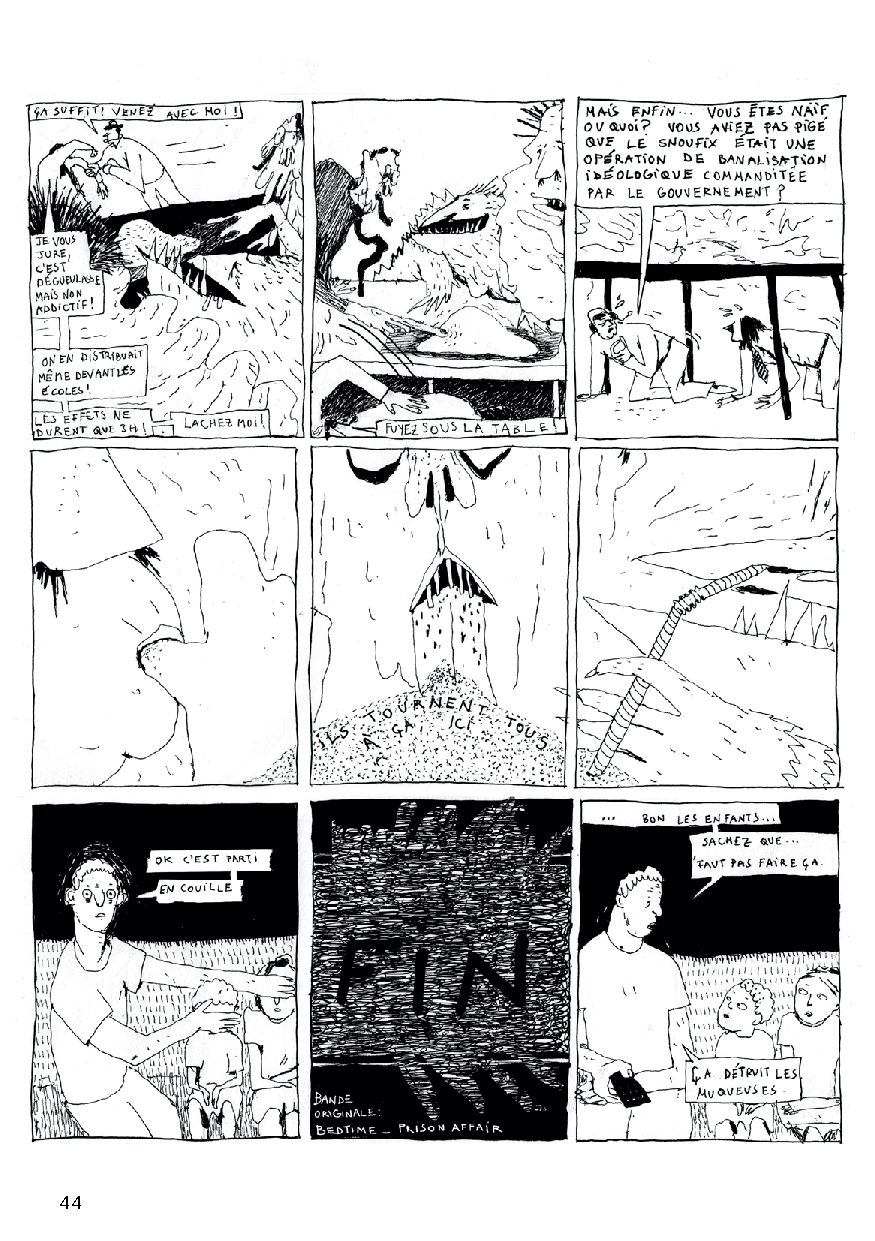 ÇA SUFFIT! VENEZ AVEC MOI!
JE VOUS
JURE,
C'EST
DÉGUEULASSE
MAIS NON
ADDICTIF!
ON EN DISTRIBUAIT
MÊME DEVANT LES
ÉCOLES!
LES EFFETS NE
DURENT QUE 3H!
LACHEZ MOI!
FUYEZ SOUS LA TABLE!
MAIS ENFIN... VOUS ÊTES NAÏF
OU QUOI? VOUS AVIEZ PAS PIGÉ
QUE LE SNOUFIX ÉTAIT UNE
OPÉRATION DE BANALISATION
IDÉOLOGIQUE COMMANDITÉE
PAR LE GOUVERNEMENT?
ILS TOURNENT TOUS
À ÇA, ICI
OK C'EST PARTI
EN COUILLE
FIN
BANDE
ORIGINALE:
BEDTIME _ PRISON AFFAIR
... BON LES ENFANTS...
SACHEZ QUE...
FAUT PAS FAIRE ÇA.
ÇA DÉTRUIT LES
MUQUEUSES.
44